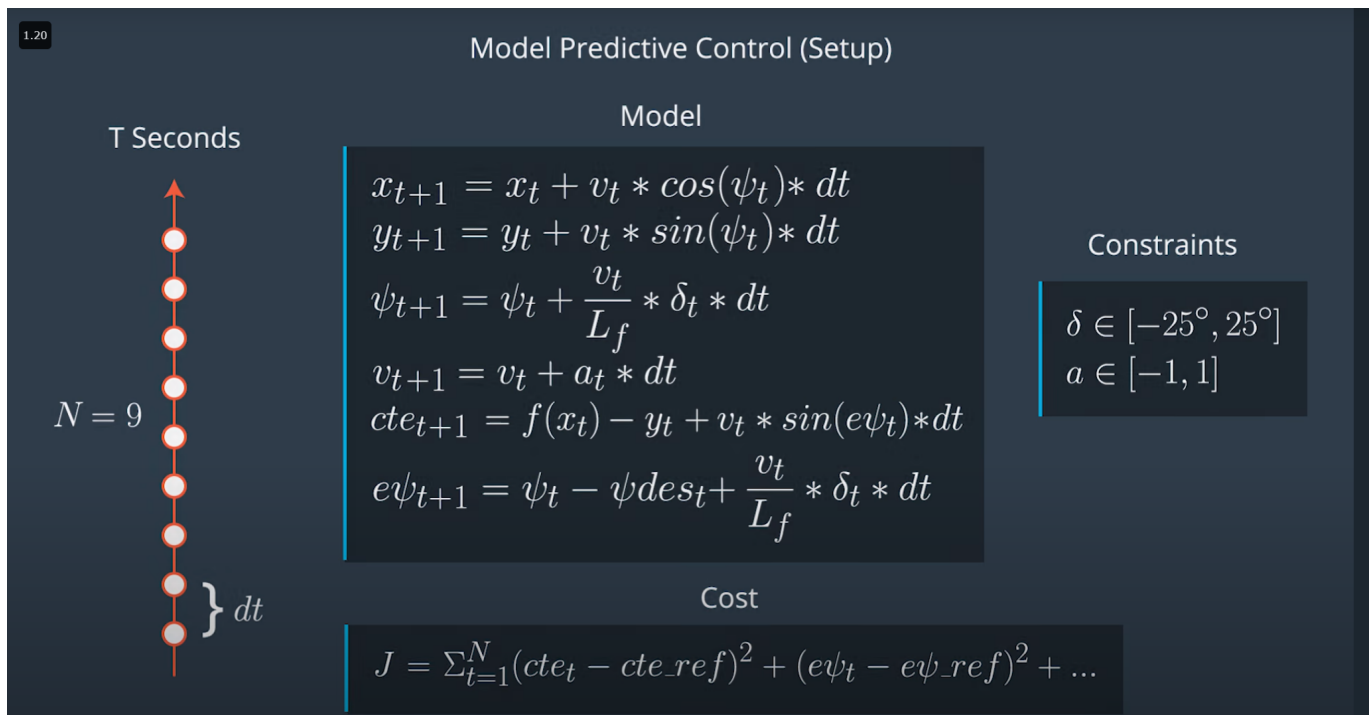 1.20
Model Predictive Control (Setup)
T Seconds
N = 9
dt
Model
x_{t+1} = x_t + v_t * cos(ψ_t)* dt
y_{t+1} = y_t + v_t * sin(ψ_t)* dt
ψ_{t+1} = ψ_t + \frac{v_t}{L_f} * δ_t * dt
v_{t+1} = v_t + a_t * dt
cte_{t+1} = f(x_t) − y_t + v_t * sin(eψ_t)*dt
eψ_{t+1} = ψ_t − ψdes_t + \frac{v_t}{L_f} * δ_t * dt
Constraints
δ ∈ [−25°, 25°]
a ∈ [−1, 1]
Cost
J = Σ_{t=1}^{N}(cte_t − cte_ref)^2 + (eψ_t − eψ_ref)^2 + ...